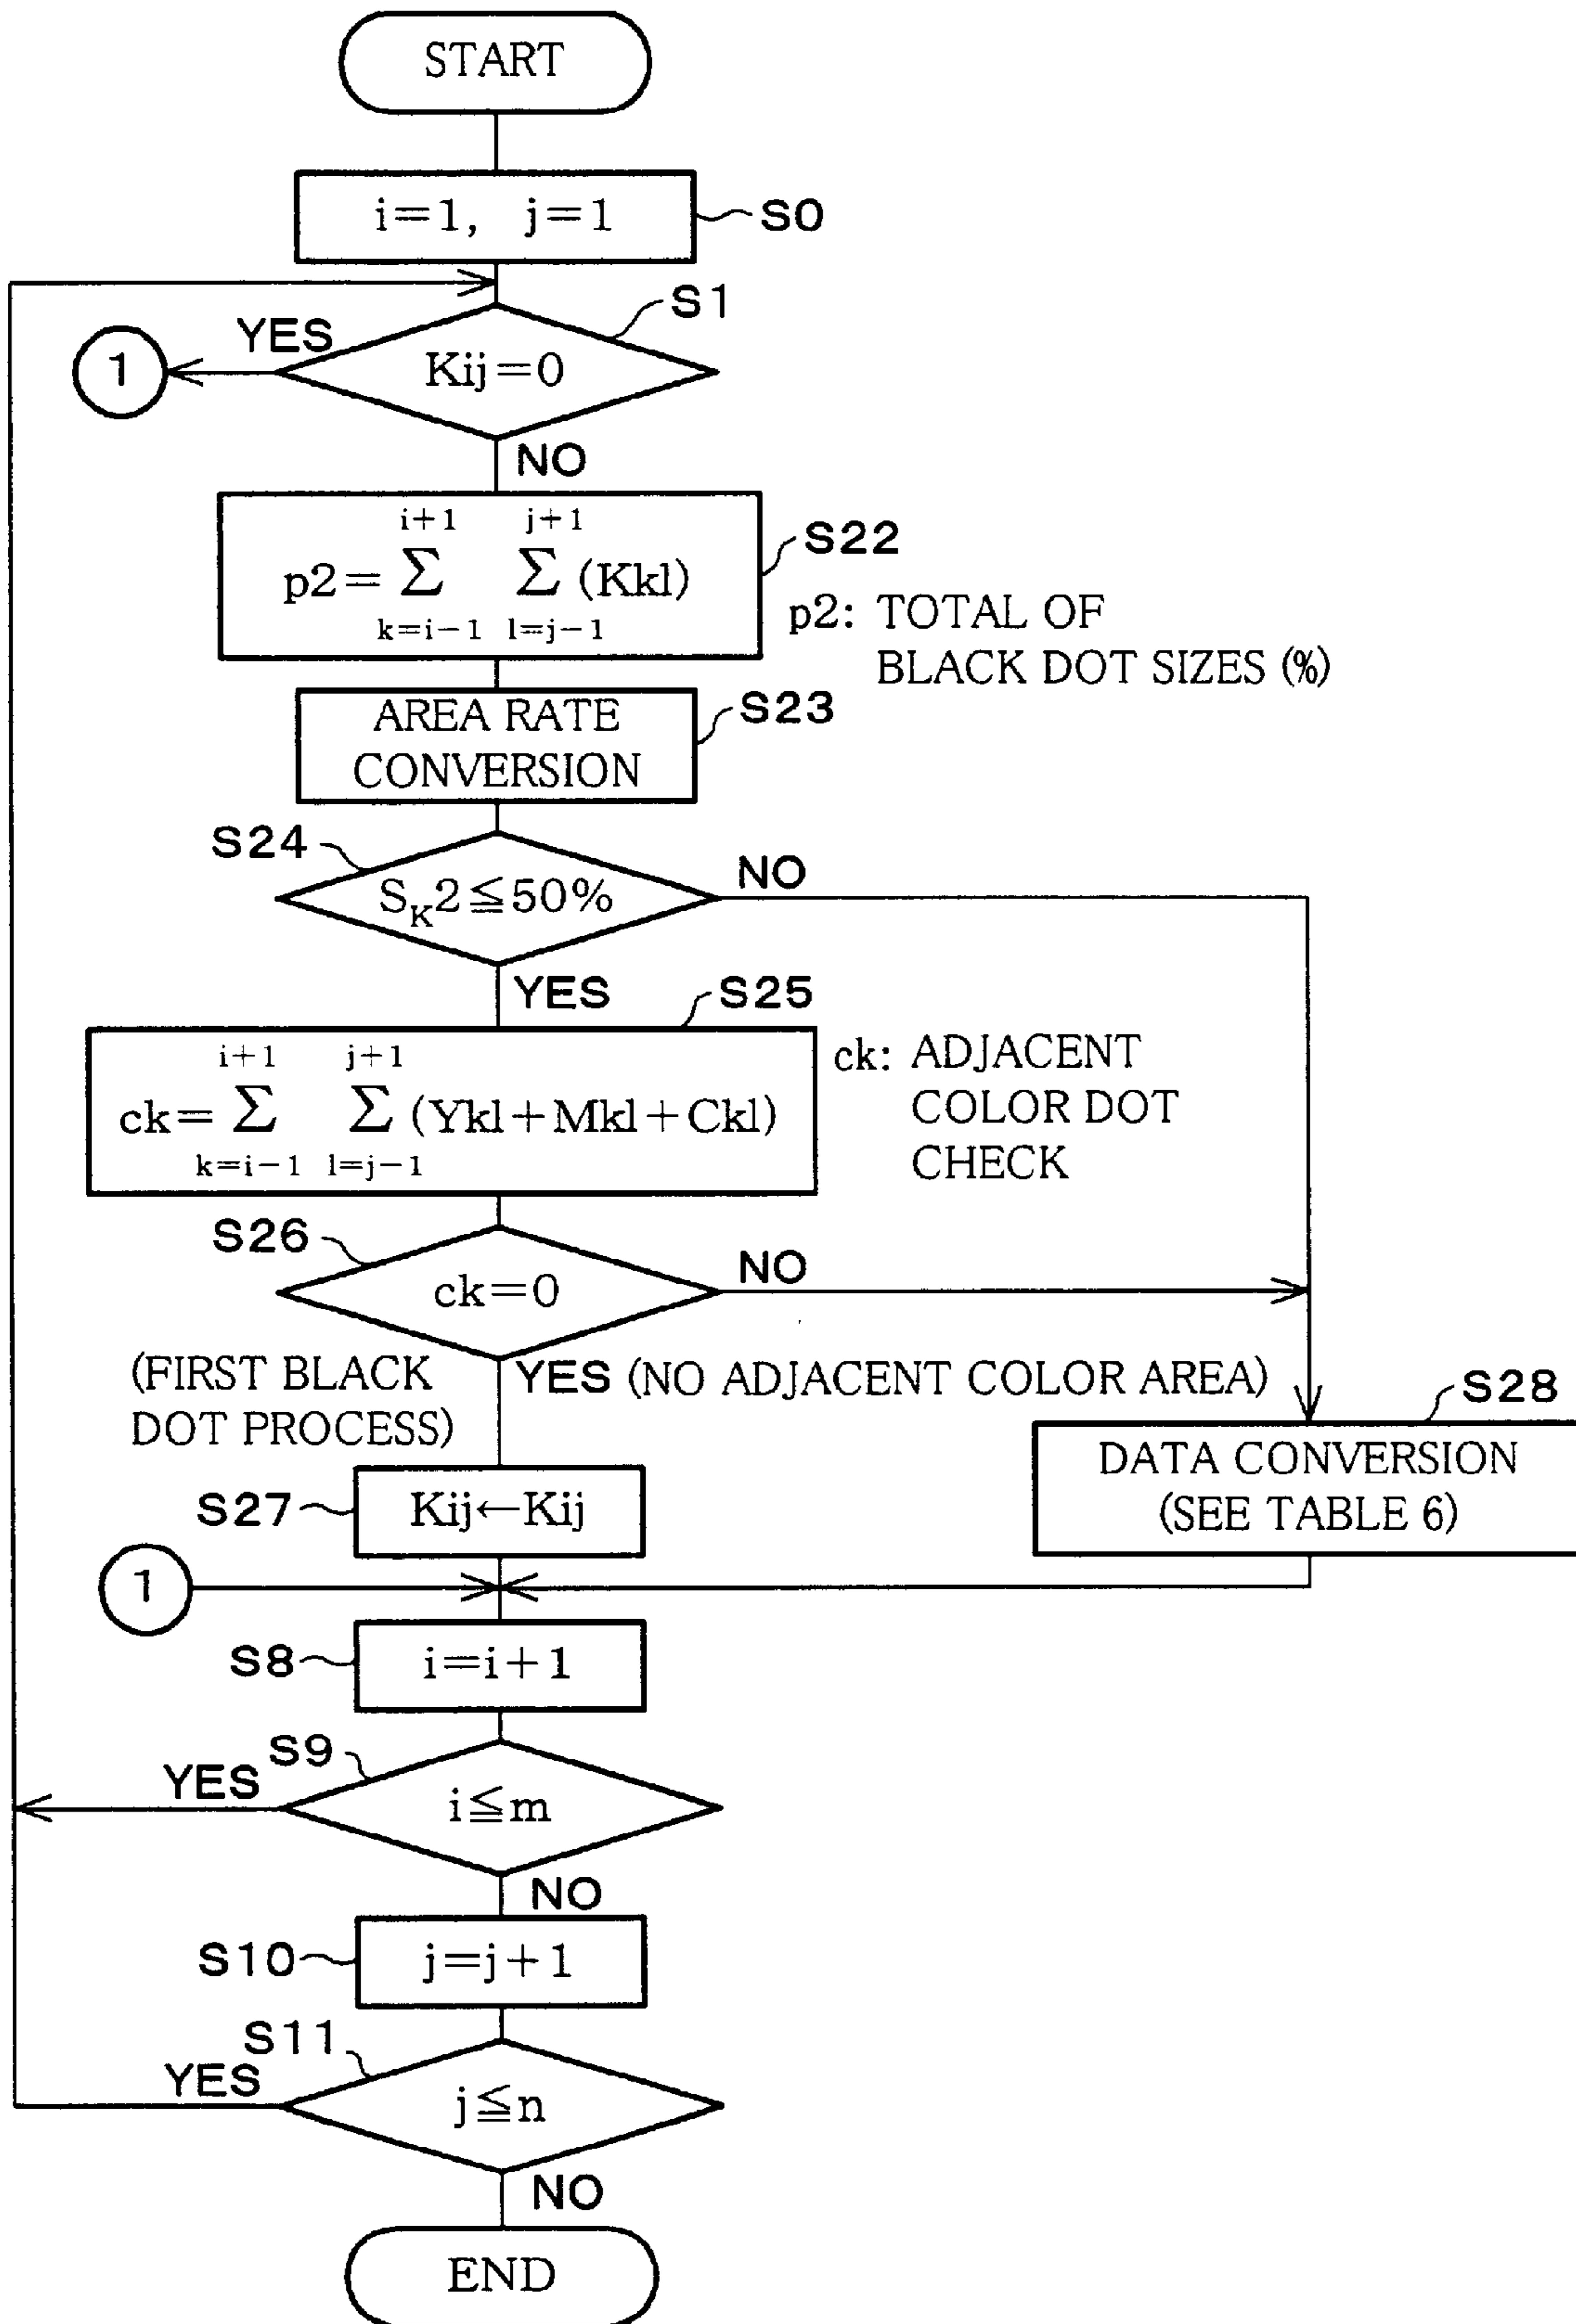 START
i=1, j=1
S0
S1
YES
1
Kij=0
NO
i+1 j+1
p2=Σ Σ(Kkl)
k=i-1 l=j-1
S22
p2: TOTAL OF
BLACK DOT SIZES (%)
AREA RATE
CONVERSION
S23
S24
SK2≦50%
NO
YES
S25
i+1 j+1
ck=Σ Σ(Ykl+Mkl+Ckl)
k=i-1 l=j-1
ck: ADJACENT
COLOR DOT
CHECK
S26
ck=0
NO
(FIRST BLACK
DOT PROCESS)
YES (NO ADJACENT COLOR AREA)
S28
DATA CONVERSION
(SEE TABLE 6)
S27
Kij←Kij
1
S8
i=i+1
S9
YES
i≦m
NO
S10
j=j+1
S11
YES
j≦n
NO
END